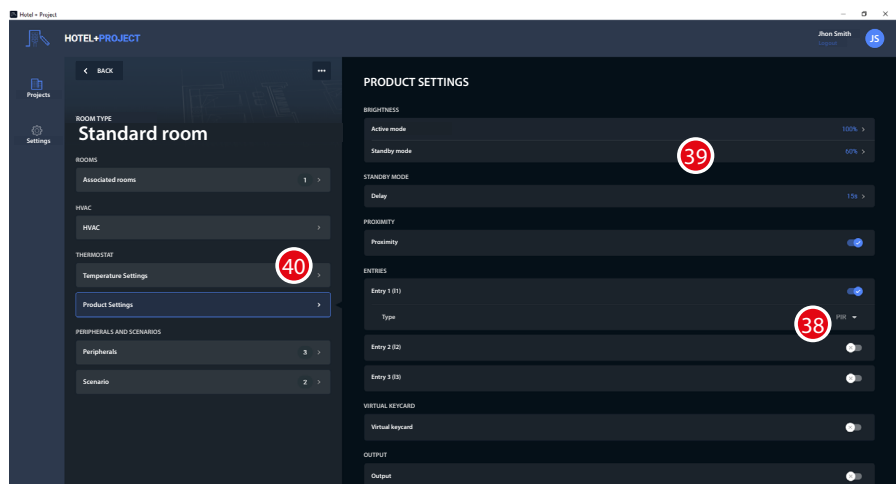 Hotel + Project
HOTEL+PROJECT
Jhon Smith
Logout
JS
Projects
Settings
BACK
ROOM TYPE
Standard room
ROOMS
Associated rooms 1
HVAC
HVAC
THERMOSTAT
Temperature Settings
40
Product Settings
PERIPHERALS AND SCENARIOS
Peripherals 3
Scenario 2
PRODUCT SETTINGS
BRIGHTNESS
Active mode 100%
Standby mode 60%
39
STANDBY MODE
Delay 15s
PROXIMITY
Proximity
ENTRIES
Entry 1 (I1)
Type
38
Entry 2 (I2)
Entry 3 (I3)
VIRTUAL KEYCARD
Virtual keycard
OUTPUT
Output